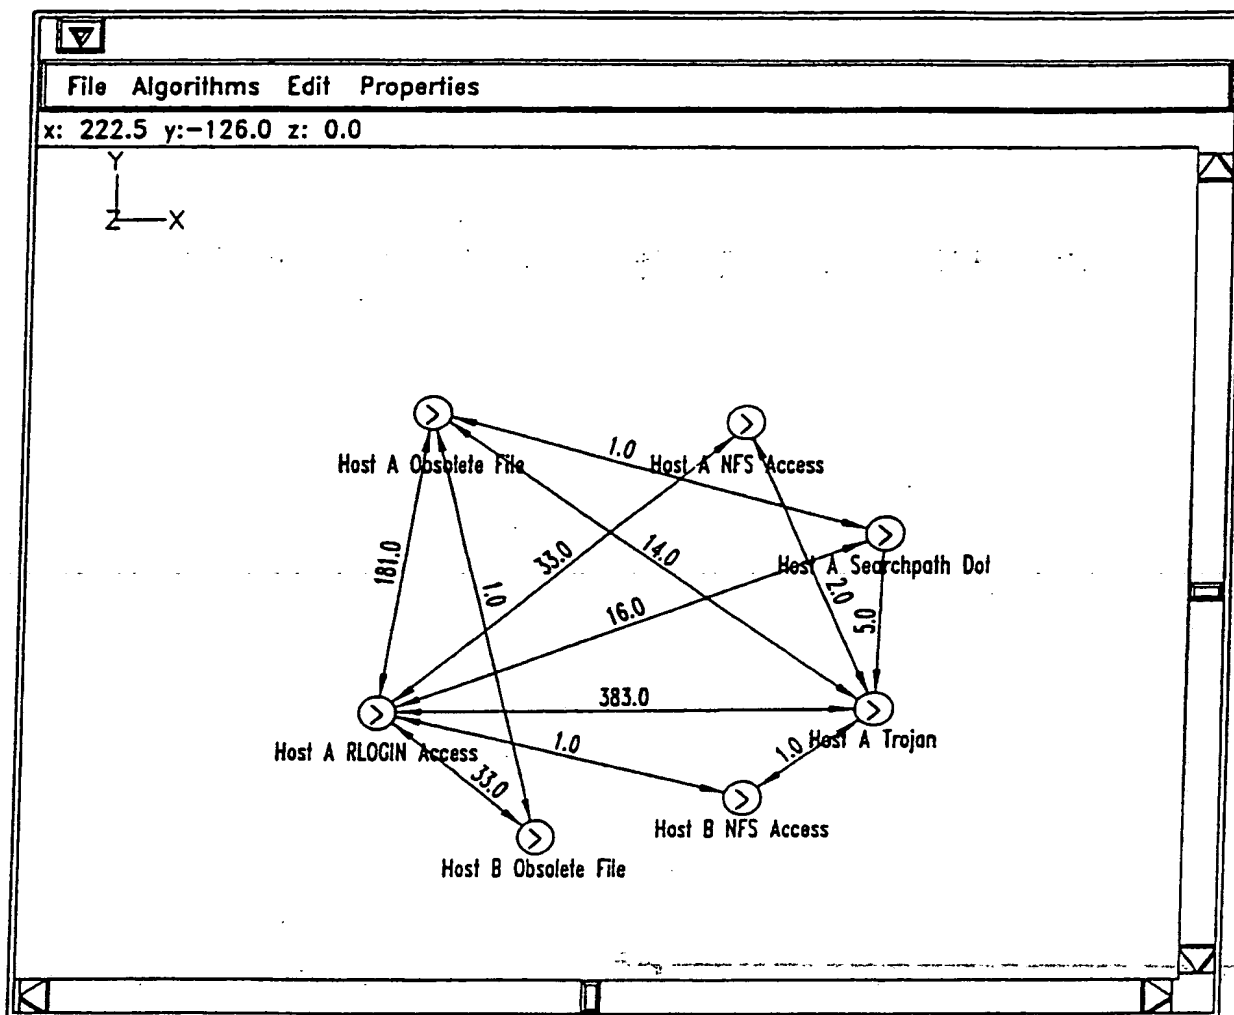 File Algorithms Edit Properties
x: 222.5 y:-126.0 z: 0.0
Y
Z X
1.0
Host A Obsolete File
Host A NFS Access
181.0
33.0
14.0
Host A Searchpath Dot
1.0
2.0
16.0
5.0
383.0
Host A RLOGIN Access
1.0
1.0
Host A Trojan
33.0
Host B NFS Access
Host B Obsolete File